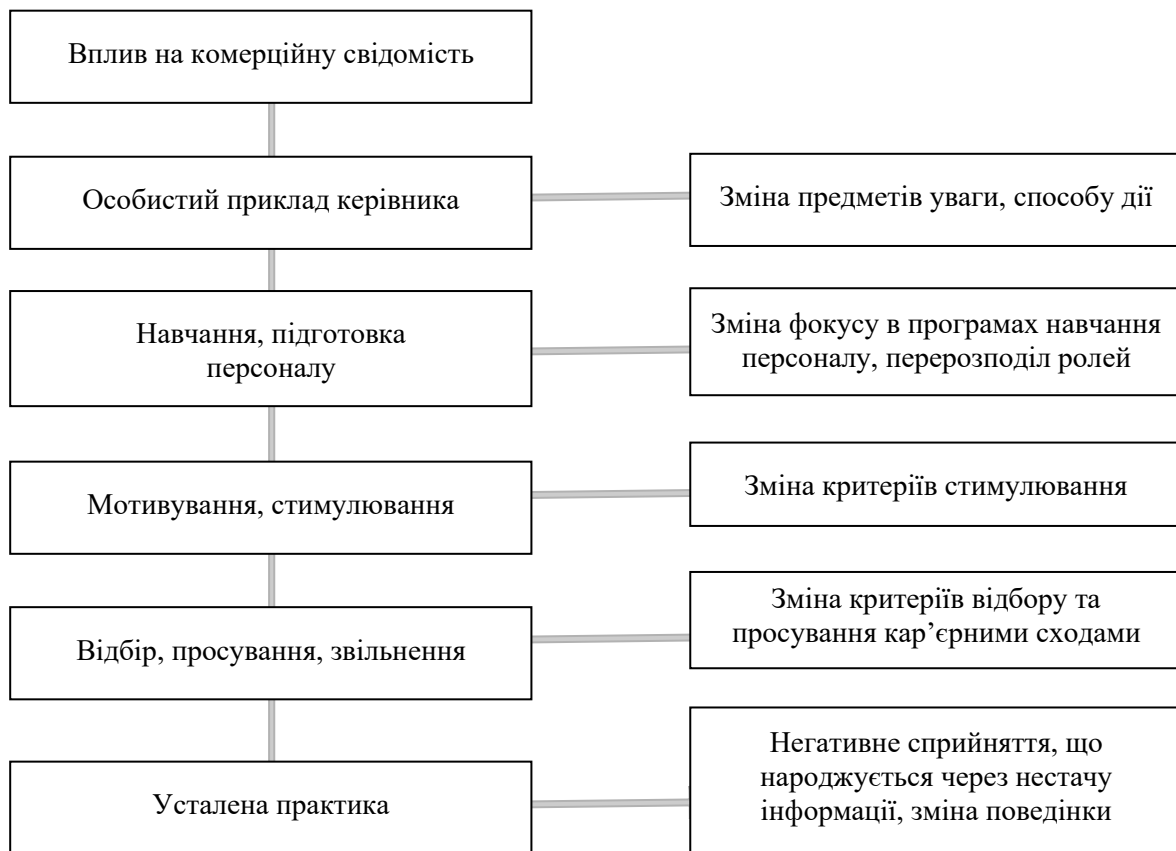 Вплив на комерційну свідомість
Особистий приклад керівника
Зміна предметів уваги, способу дії
Навчання, підготовка
персоналу
Зміна фокусу в програмах навчання
персоналу, перерозподіл ролей
Мотивування, стимулювання
Зміна критеріїв стимулювання
Відбір, просування, звільнення
Зміна критеріїв відбору та
просування кар’єрними сходами
Усталена практика
Негативне сприйняття, що
народжується через нестачу
інформації, зміна поведінки